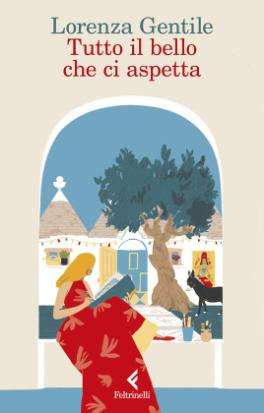 Lorenza Gentile
Tutto il bello
che ci aspetta
Feltrinelli